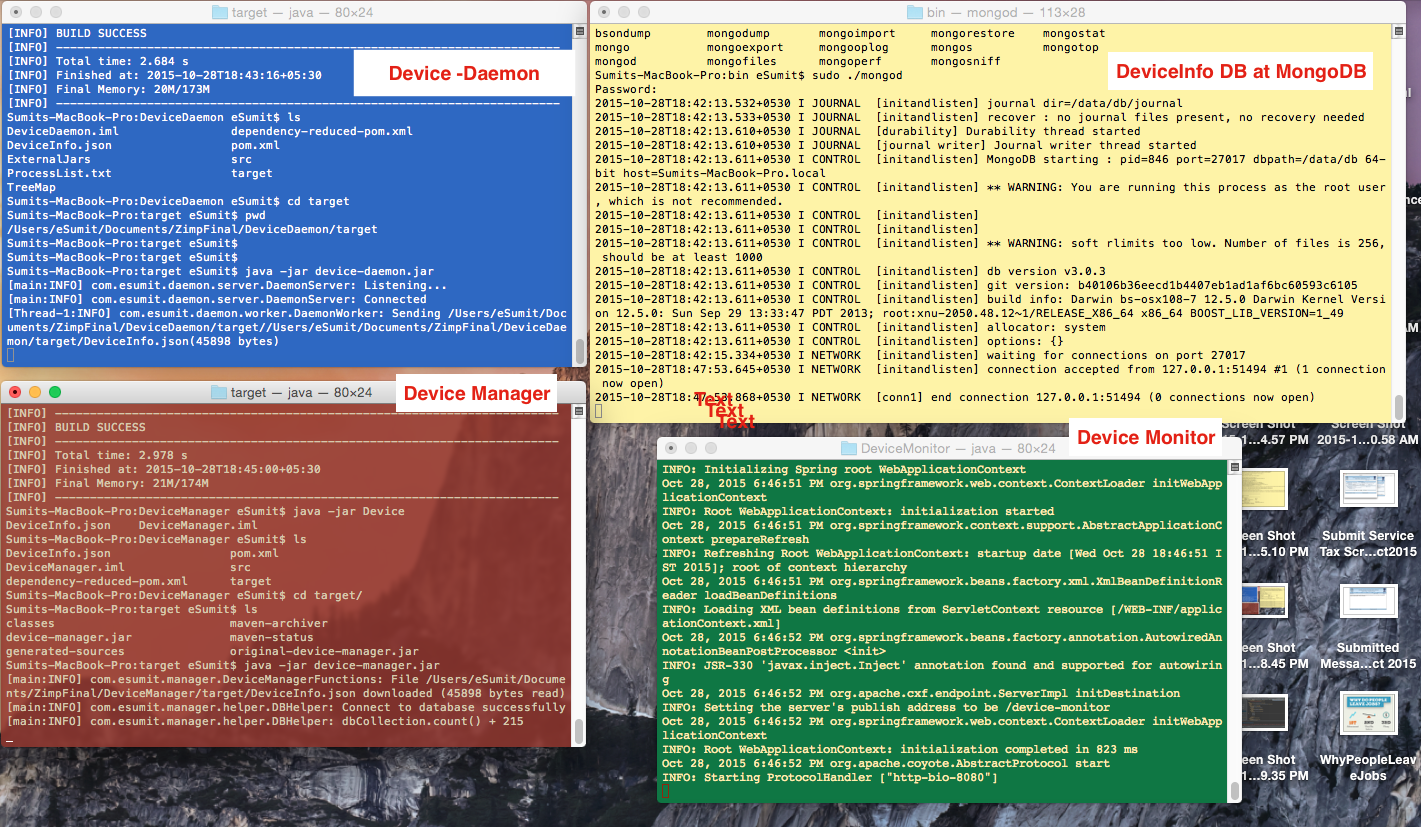 target — java — 80×24
[INFO] BUILD SUCCESS
[INFO] ------------------------------------------------------------------------
[INFO] Total time: 2.684 s
[INFO] Finished at: 2015-10-28T18:43:16+05:30
[INFO] Final Memory: 20M/173M
[INFO] ------------------------------------------------------------------------
Device -Daemon
Sumits-MacBook-Pro:DeviceDaemon eSumit$ ls
DeviceDaemon.iml dependency-reduced-pom.xml
DeviceInfo.json pom.xml
ExternalJars src
ProcessList.txt target
TreeMap
Sumits-MacBook-Pro:DeviceDaemon eSumit$ cd target
Sumits-MacBook-Pro:target eSumit$ pwd
/Users/eSumit/Documents/ZimpFinal/DeviceDaemon/target
Sumits-MacBook-Pro:target eSumit$
Sumits-MacBook-Pro:target eSumit$
Sumits-MacBook-Pro:target eSumit$ java -jar device-daemon.jar
[main:INFO] com.esumit.daemon.server.DaemonServer: Listening...
[main:INFO] com.esumit.daemon.server.DaemonServer: Connected
[Thread-1:INFO] com.esumit.daemon.worker.DaemonWorker: Sending /Users/eSumit/Doc
uments/ZimpFinal/DeviceDaemon/target//Users/eSumit/Documents/ZimpFinal/DeviceDae
mon/target/DeviceInfo.json(45898 bytes)
bin — mongod — 113×28
bsondump mongodump mongoimport mongorestore mongostat
mongo mongoexport mongooplog mongos mongotop
mongod mongofiles mongoperf mongosniff
DeviceInfo DB at MongoDB
Sumits-MacBook-Pro:bin eSumit$ sudo ./mongod
Password:
2015-10-28T18:42:13.532+0530 I JOURNAL [initandlisten] journal dir=/data/db/journal
2015-10-28T18:42:13.533+0530 I JOURNAL [initandlisten] recover : no journal files present, no recovery needed
2015-10-28T18:42:13.610+0530 I JOURNAL [durability] Durability thread started
2015-10-28T18:42:13.610+0530 I JOURNAL [journal writer] Journal writer thread started
2015-10-28T18:42:13.611+0530 I CONTROL [initandlisten] MongoDB starting : pid=846 port=27017 dbpath=/data/db 64-
bit host=Sumits-MacBook-Pro.local
2015-10-28T18:42:13.611+0530 I CONTROL [initandlisten] ** WARNING: You are running this process as the root user
, which is not recommended.
2015-10-28T18:42:13.611+0530 I CONTROL [initandlisten]
2015-10-28T18:42:13.611+0530 I CONTROL [initandlisten]
2015-10-28T18:42:13.611+0530 I CONTROL [initandlisten] ** WARNING: soft rlimits too low. Number of files is 256,
should be at least 1000
2015-10-28T18:42:13.611+0530 I CONTROL [initandlisten] db version v3.0.3
2015-10-28T18:42:13.611+0530 I CONTROL [initandlisten] git version: b40106b36eecd1b4407eb1ad1af6bc60593c6105
2015-10-28T18:42:13.611+0530 I CONTROL [initandlisten] build info: Darwin bs-osx108-7 12.5.0 Darwin Kernel Versi
on 12.5.0: Sun Sep 29 13:33:47 PDT 2013; root:xnu-2050.48.12~1/RELEASE_X86_64 x86_64 BOOST_LIB_VERSION=1_49
2015-10-28T18:42:13.611+0530 I CONTROL [initandlisten] allocator: system
2015-10-28T18:42:13.611+0530 I CONTROL [initandlisten] options: {}
2015-10-28T18:42:15.334+0530 I NETWORK [initandlisten] waiting for connections on port 27017
2015-10-28T18:47:53.645+0530 I NETWORK [initandlisten] connection accepted from 127.0.0.1:51494 #1 (1 connection
now open)
2015-10-28T18:47:53.868+0530 I NETWORK [conn1] end connection 127.0.0.1:51494 (0 connections now open)
Text
Text
Text
target — java — 80×24
Device Manager
[INFO] ------------------------------------------------------------------------
[INFO] BUILD SUCCESS
[INFO] ------------------------------------------------------------------------
[INFO] Total time: 2.978 s
[INFO] Finished at: 2015-10-28T18:45:00+05:30
[INFO] Final Memory: 21M/174M
[INFO] ------------------------------------------------------------------------
Sumits-MacBook-Pro:DeviceManager eSumit$ java -jar Device
DeviceInfo.json DeviceManager.iml
Sumits-MacBook-Pro:DeviceManager eSumit$ ls
DeviceInfo.json pom.xml
DeviceManager.iml src
dependency-reduced-pom.xml target
Sumits-MacBook-Pro:DeviceManager eSumit$ cd target/
Sumits-MacBook-Pro:target eSumit$ ls
classes maven-archiver
device-manager.jar maven-status
generated-sources original-device-manager.jar
Sumits-MacBook-Pro:target eSumit$ java -jar device-manager.jar
[main:INFO] com.esumit.manager.DeviceManagerFunctions: File /Users/eSumit/Docume
nts/ZimpFinal/DeviceManager/target/DeviceInfo.json downloaded (45898 bytes read)
[main:INFO] com.esumit.manager.helper.DBHelper: Connect to database successfully
[main:INFO] com.esumit.manager.helper.DBHelper: dbCollection.count() + 215
DeviceMonitor — java — 80×24
Device Monitor
INFO: Initializing Spring root WebApplicationContext
Oct 28, 2015 6:46:51 PM org.springframework.web.context.ContextLoader initWebApp
licationContext
INFO: Root WebApplicationContext: initialization started
Oct 28, 2015 6:46:51 PM org.springframework.context.support.AbstractApplicationC
ontext prepareRefresh
INFO: Refreshing Root WebApplicationContext: startup date [Wed Oct 28 18:46:51 I
ST 2015]; root of context hierarchy
Oct 28, 2015 6:46:51 PM org.springframework.beans.factory.xml.XmlBeanDefinitionR
eader loadBeanDefinitions
INFO: Loading XML bean definitions from ServletContext resource [/WEB-INF/applic
ationContext.xml]
Oct 28, 2015 6:46:52 PM org.springframework.beans.factory.annotation.AutowiredAn
notationBeanPostProcessor <init>
INFO: JSR-330 'javax.inject.Inject' annotation found and supported for autowirin
g
Oct 28, 2015 6:46:52 PM org.apache.cxf.endpoint.ServerImpl initDestination
INFO: Setting the server's publish address to be /device-monitor
Oct 28, 2015 6:46:52 PM org.springframework.web.context.ContextLoader initWebApp
licationContext
INFO: Root WebApplicationContext: initialization completed in 823 ms
Oct 28, 2015 6:46:52 PM org.apache.coyote.AbstractProtocol start
INFO: Starting ProtocolHandler ["http-bio-8080"]
Screen Shot Screen Shot
5-1...4.57 PM 2015-1...0.58 AM
een Shot Submit Service
1...5.10 PM Tax Scr...ct2015
een Shot Submitted
1...8.45 PM Messa...ct 2015
WHY DO PEOPLE
LEAVE JOBS?
een Shot WhyPeopleLeav
1...9.35 PM eJobs